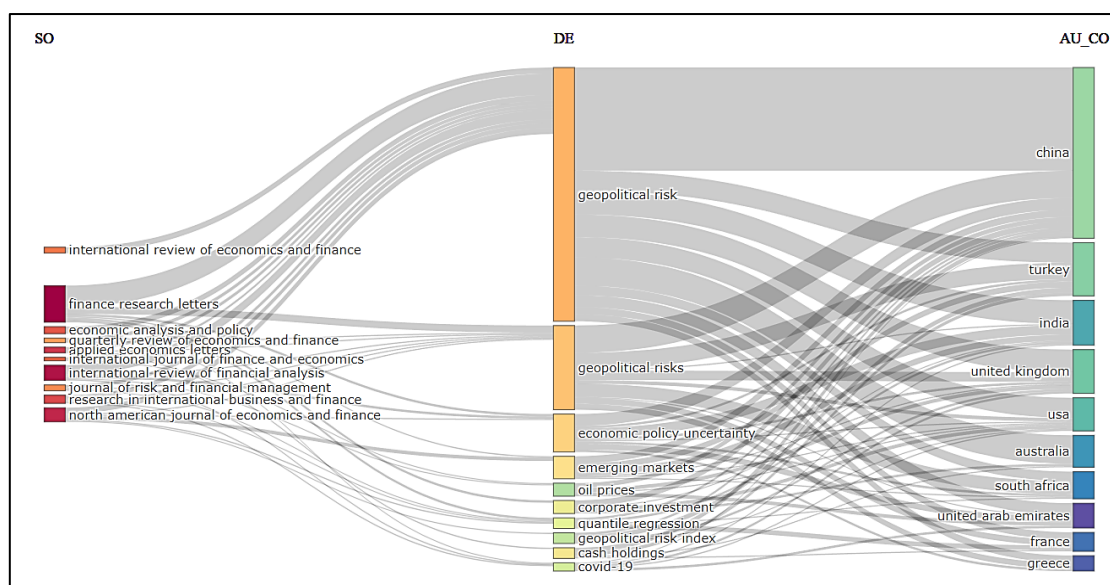 SO DE AU_CO
international review of economics and finance
finance research letters
economic analysis and policy
quarterly review of economics and finance
applied economics letters
international journal of finance and economics
international review of financial analysis
journal of risk and financial management
research in international business and finance
north american journal of economics and finance
geopolitical risk
geopolitical risks
economic policy uncertainty
emerging markets
oil prices
corporate investment
quantile regression
geopolitical risk index
cash holdings
covid-19
china
turkey
india
united kingdom
usa
australia
south africa
united arab emirates
france
greece